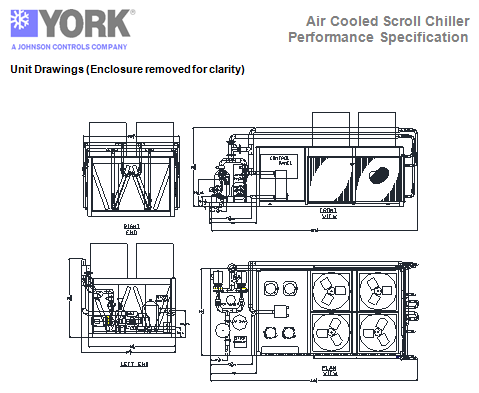 YORK®
A JOHNSON CONTROLS COMPANY
Air Cooled Scroll Chiller
Performance Specification
Unit Drawings (Enclosure removed for clarity)
CONTROL
PANEL
RIGHT
END
FRONT
VIEW
LEFT END
PLAN
VIEW